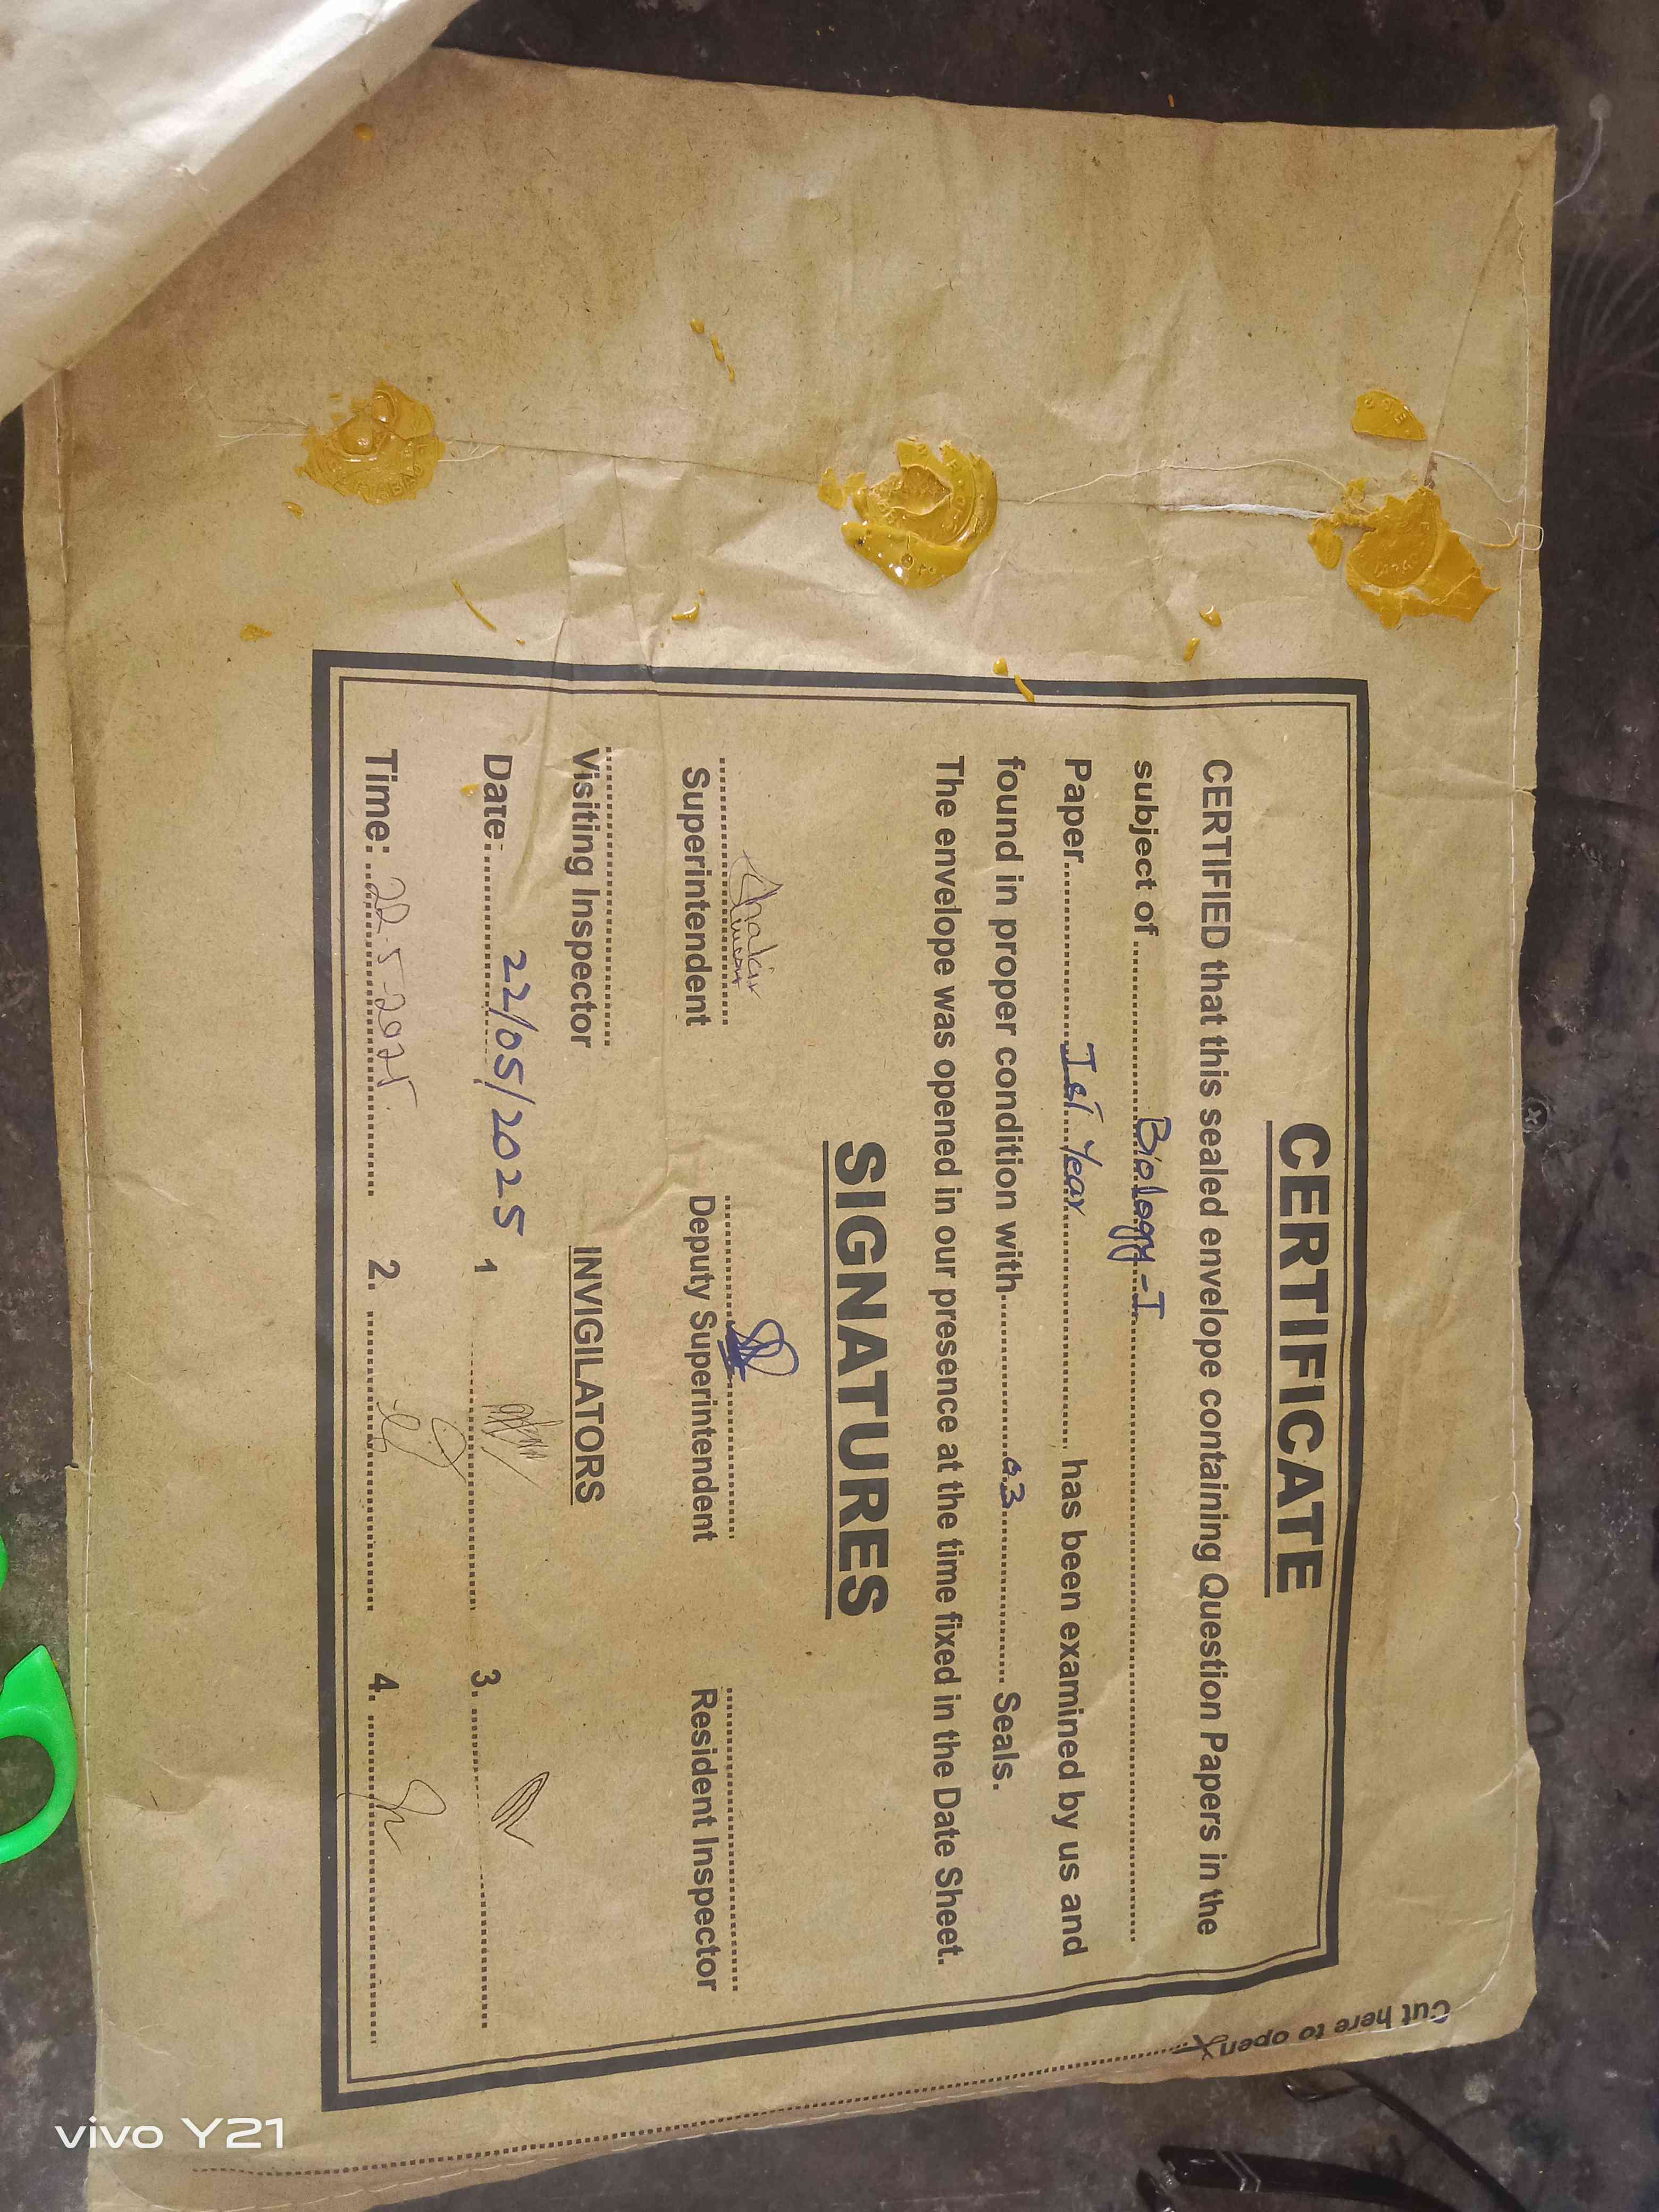 Cut here to open
CERTIFICATE
CERTIFIED that this sealed envelope containing Question Papers in the
subject of ........ Biology - I ........
Paper........ Ist Year ........ has been examined by us and
found in proper condition with........ 03 ........ Seals.
The envelope was opened in our presence at the time fixed in the Date Sheet.
SIGNATURES
Superintendent Deputy Superintendent Resident Inspector
Visiting Inspector INVIGILATORS
Date:........ 22/05/2025 1 ........ 3. ........
Time: ........ 22-5-2025 ........ 2. ........ 4. ........
vivo Y21